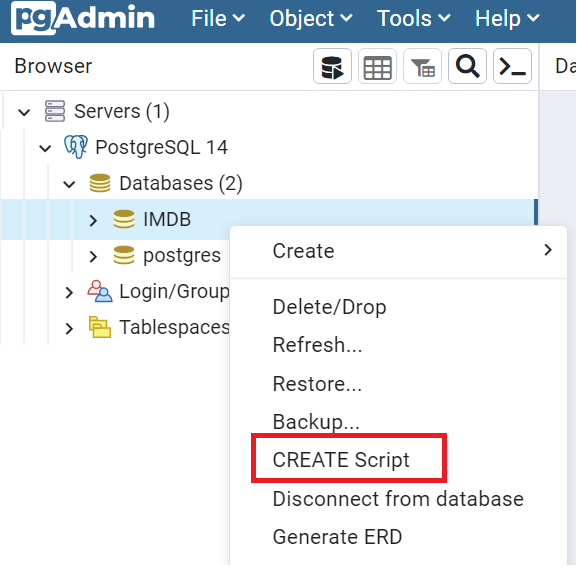 pgAdmin File Object Tools Help
Browser Da
Servers (1)
PostgreSQL 14
Databases (2)
IMDB
postgres
Login/Group
Tablespaces
Create
Delete/Drop
Refresh...
Restore...
Backup...
CREATE Script
Disconnect from database
Generate ERD